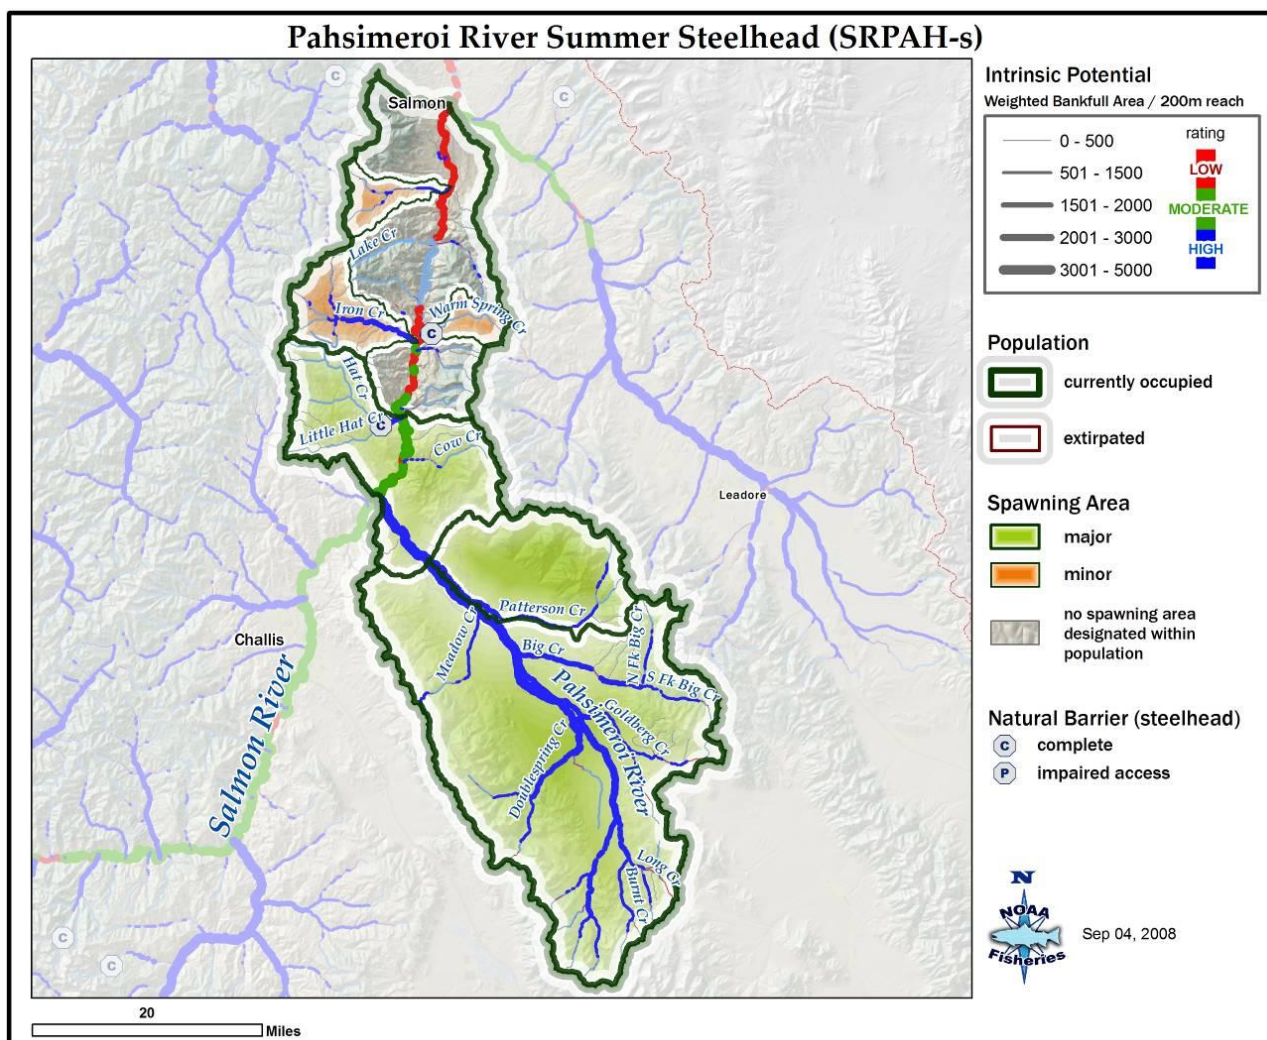 Pahsimeroi River Summer Steelhead (SRPAH-s)
C
C
Salmon
Lake Cr
Iron Cr
Warm Spring Cr
C
Hat Cr
Little Hat Cr
C
Cow Cr
Leadore
Patterson Cr
Meadow Cr
N Fk Big Cr
Big Cr
S Fk Big Cr
Challis
Pahsimeroi River
Goldberg Cr
Doublespring Cr
Salmon River
Long Cr
Burnt Cr
C
C
20
Miles
Intrinsic Potential
Weighted Bankfull Area / 200m reach
0 - 500
501 - 1500
1501 - 2000
2001 - 3000
3001 - 5000
rating
LOW
MODERATE
HIGH
Population
currently occupied
extirpated
Spawning Area
major
minor
no spawning area
designated within
population
Natural Barrier (steelhead)
C complete
P impaired access
N
NOAA
Fisheries
Sep 04, 2008